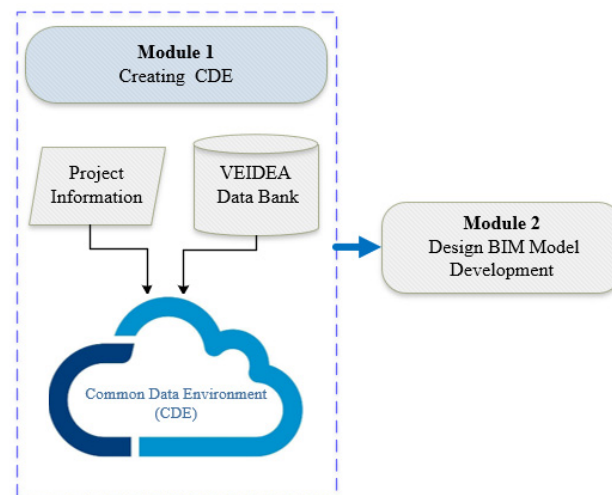 Module 1
Creating CDE
Project
Information
VEIDEA
Data Bank
Module 2
Design BIM Model
Development
Common Data Environment
(CDE)